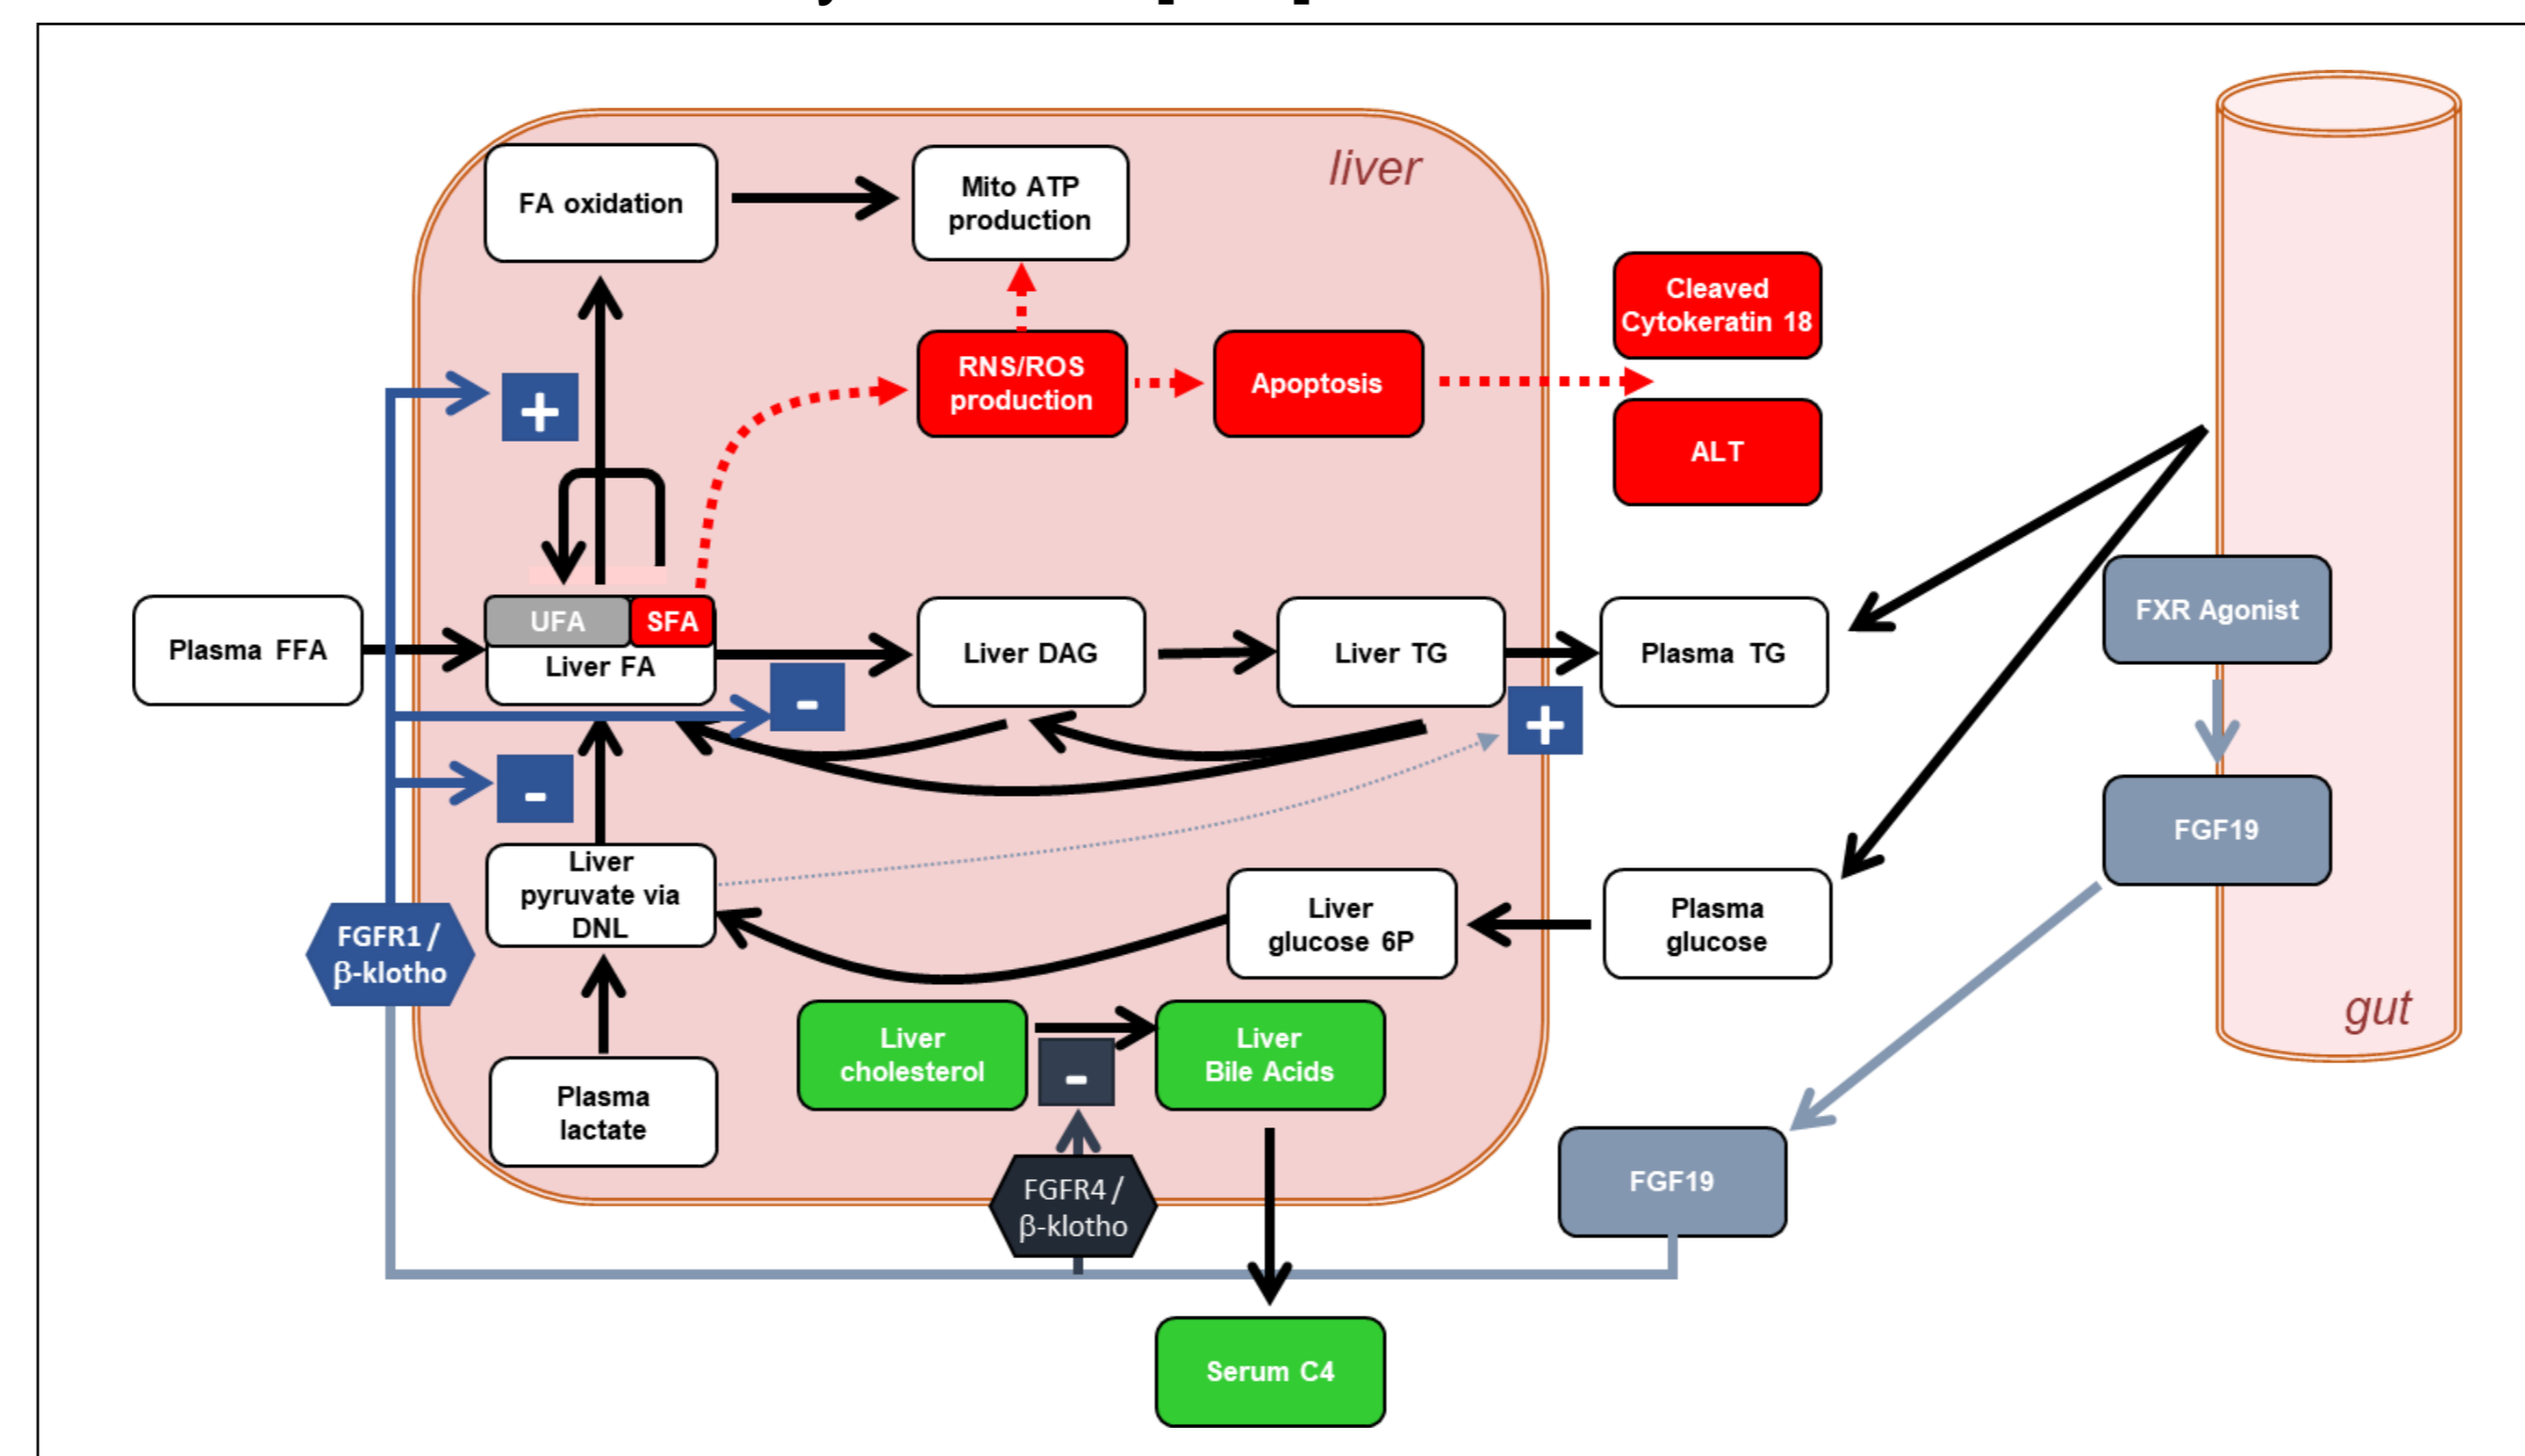 liver
FA oxidation
Mito ATP
production
Cleaved
Cytokeratin 18
RNS/ROS
production
Apoptosis
ALT
+
UFA
SFA
Liver FA
Plasma FFA
Liver DAG
Liver TG
Plasma TG
FXR Agonist
-
+
-
FGF19
Liver
pyruvate via
DNL
Liver
glucose 6P
Plasma
glucose
FGFR1 /
β-klotho
gut
Liver
cholesterol
-
Liver
Bile Acids
Plasma
lactate
FGFR4 /
β-klotho
FGF19
Serum C4